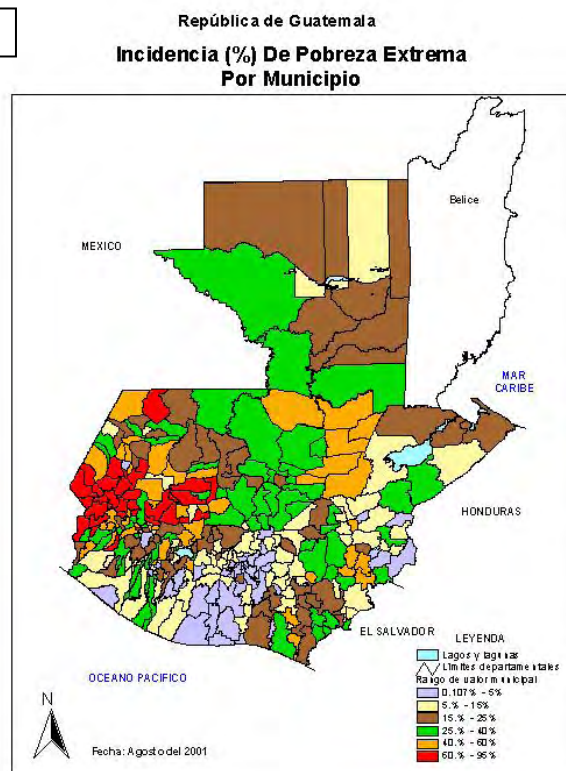 República de Guatemala
Incidencia (%) De Pobreza Extrema
Por Municipio
Belice
MEXICO
MAR
CARIBE
HONDURAS
EL SALVADOR
OCEANO PACIFICO
N
Fecha: Agosto del 2001
LEYENDA
Lagos y lagunas
Límites departamentales
Rango de valor municipal
0.107% - 5%
5.% - 15%
15.% - 25%
25.% - 40%
40.% - 60%
60.% - 95%